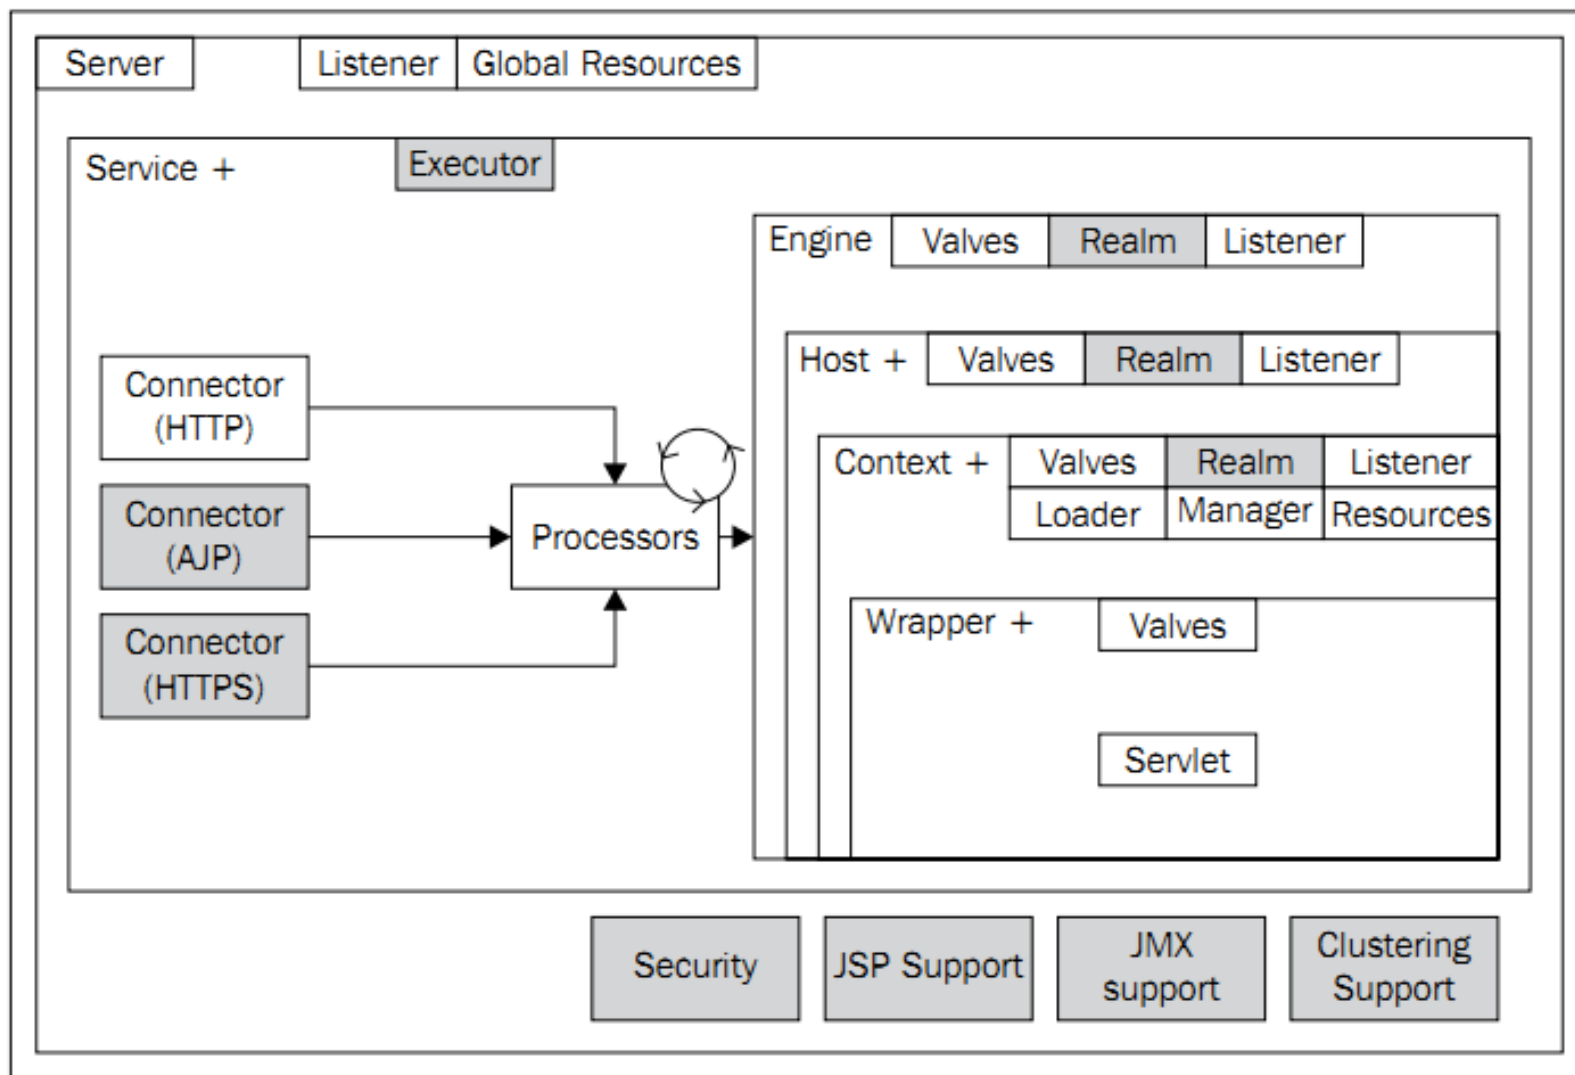 Server
Listener
Global Resources
Service +
Executor
Engine
Valves
Realm
Listener
Host +
Valves
Realm
Listener
Connector
(HTTP)
Context +
Valves
Realm
Listener
Loader
Manager
Resources
Connector
(AJP)
Processors
Wrapper +
Valves
Connector
(HTTPS)
Servlet
Security
JSP Support
JMX
support
Clustering
Support